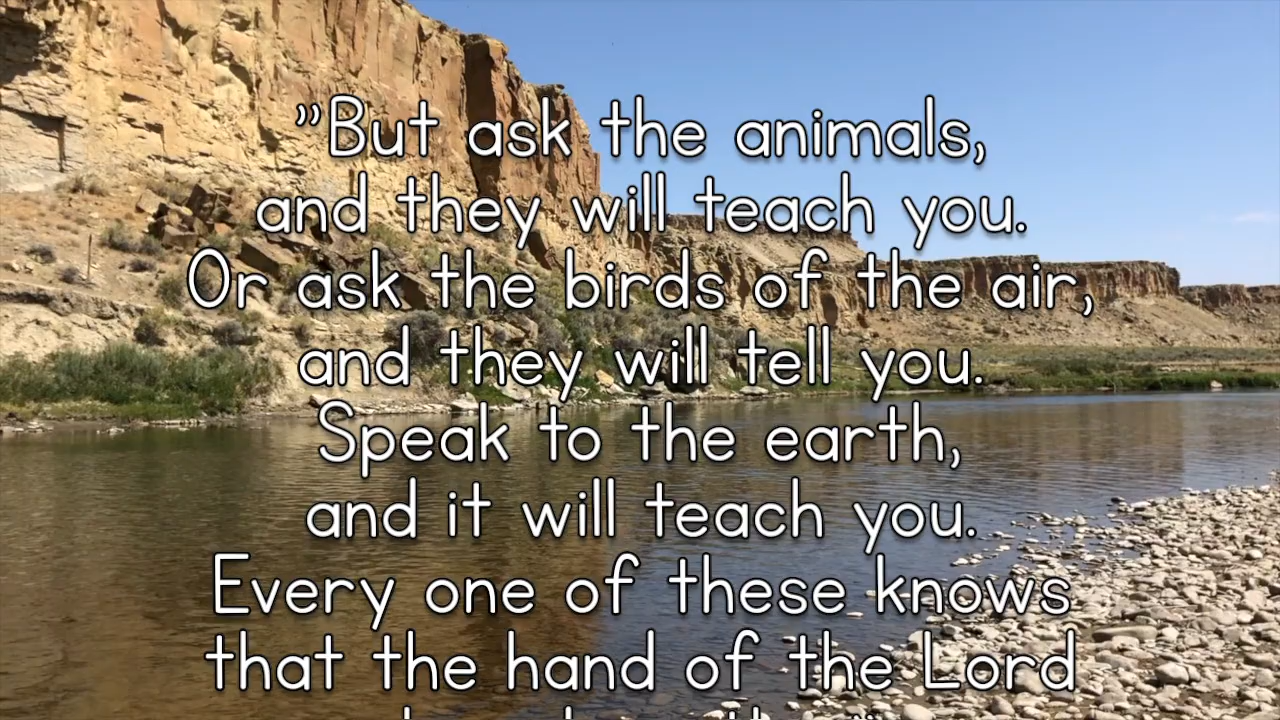 ”But ask the animals,
and they will teach you.
Or ask the birds of the air,
and they will tell you.
Speak to the earth,
and it will teach you.
Every one of these knows
that the hand of the Lord